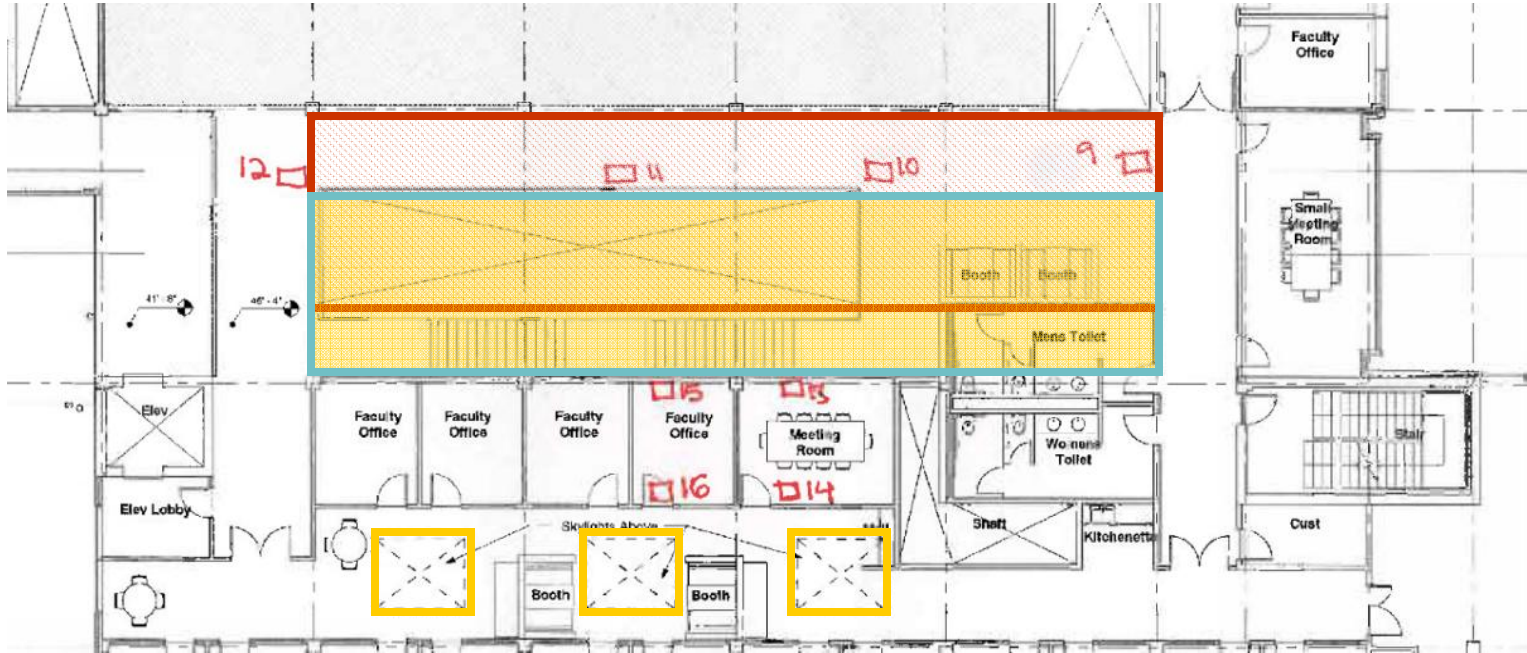 Faculty
Office
12
11
10
9
Small
Meeting
Room
Booth
Booth
41' - 8"
46' - 4"
Mens Toilet
Elev
15
13
Faculty
Office
Faculty
Office
Faculty
Office
Faculty
Office
Meeting
Room
Womens
Toilet
Stair
16
14
Elev Lobby
Skylights Above
Shaft
Kitchenette
Cust
Booth
Booth